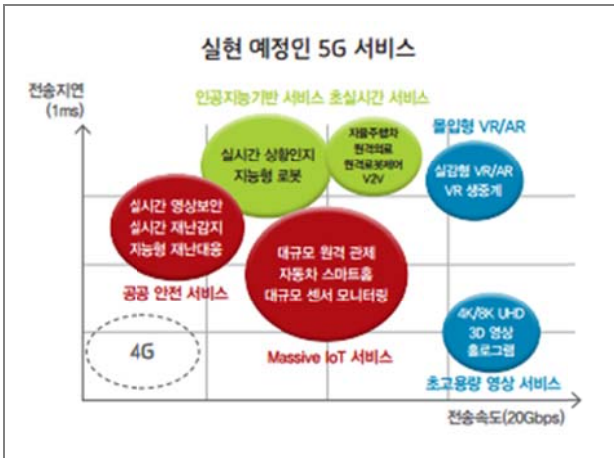 실현 예정인 5G 서비스
전송지연
(1ms)
인공지능기반 서비스 초실시간 서비스
몰입형 VR/AR
실시간 상황인지
지능형 로봇
자율주행차
원격의료
원격로봇제어
V2V
실감형 VR/AR
VR 생중계
실시간 영상보안
실시간 재난감지
지능형 재난대응
공공 안전 서비스
대규모 원격 관제
자동차 스마트홈
대규모 센서 모니터링
Massive IoT 서비스
4K/8K UHD
3D 영상
홀로그램
초고용량 영상 서비스
4G
전송속도(20Gbps)